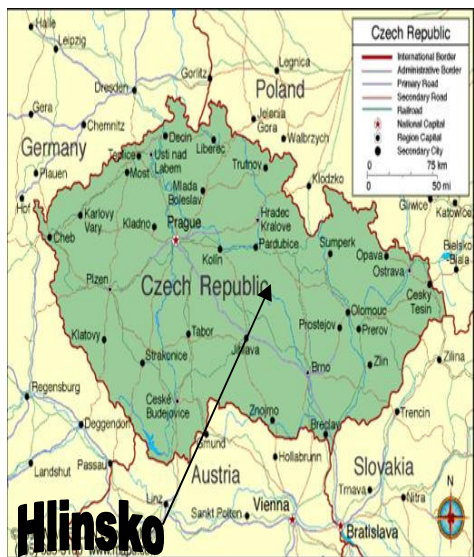 Czech Republic
International Border
Administrative Border
Primary Road
Secondary Road
Railroad
National Capital
Region Capital
Secondary City
0 75 km
0 50 mi
Halle
Leipzig
Dresden
Gorlitz
Legnica
Poland
Gera
Chemnitz
Jelenia
Gora
Walbrzych
Germany
Decin
Liberec
Teplice
Usti nad
Labem
Plauen
Most
Trutnov
Klodzko
Hof
Mlada
Boleslav
Gliwice
Katowice
Karlovy
Vary
Kladno
Prague
Hradec
Kralove
Cheb
Kolin
Pardubice
Sumperk
Opava
Ostrava
Bielsko
Biala
Plzen
Czech Republic
Cesky
Tesin
Olomouc
Klatovy
Tabor
Jihlava
Prostejov
Prerov
Zilina
Strakonice
Brno
Zlin
Regensburg
Ceské
Budejovice
Trencin
Deggendorf
Znojmo
Breclav
Gmund
Hollabrunn
Landshut
Passau
Austria
Slovakia
Linz
Trnava
Nitra
Sankt Polten
Vienna
Bratislava
Hlinsko